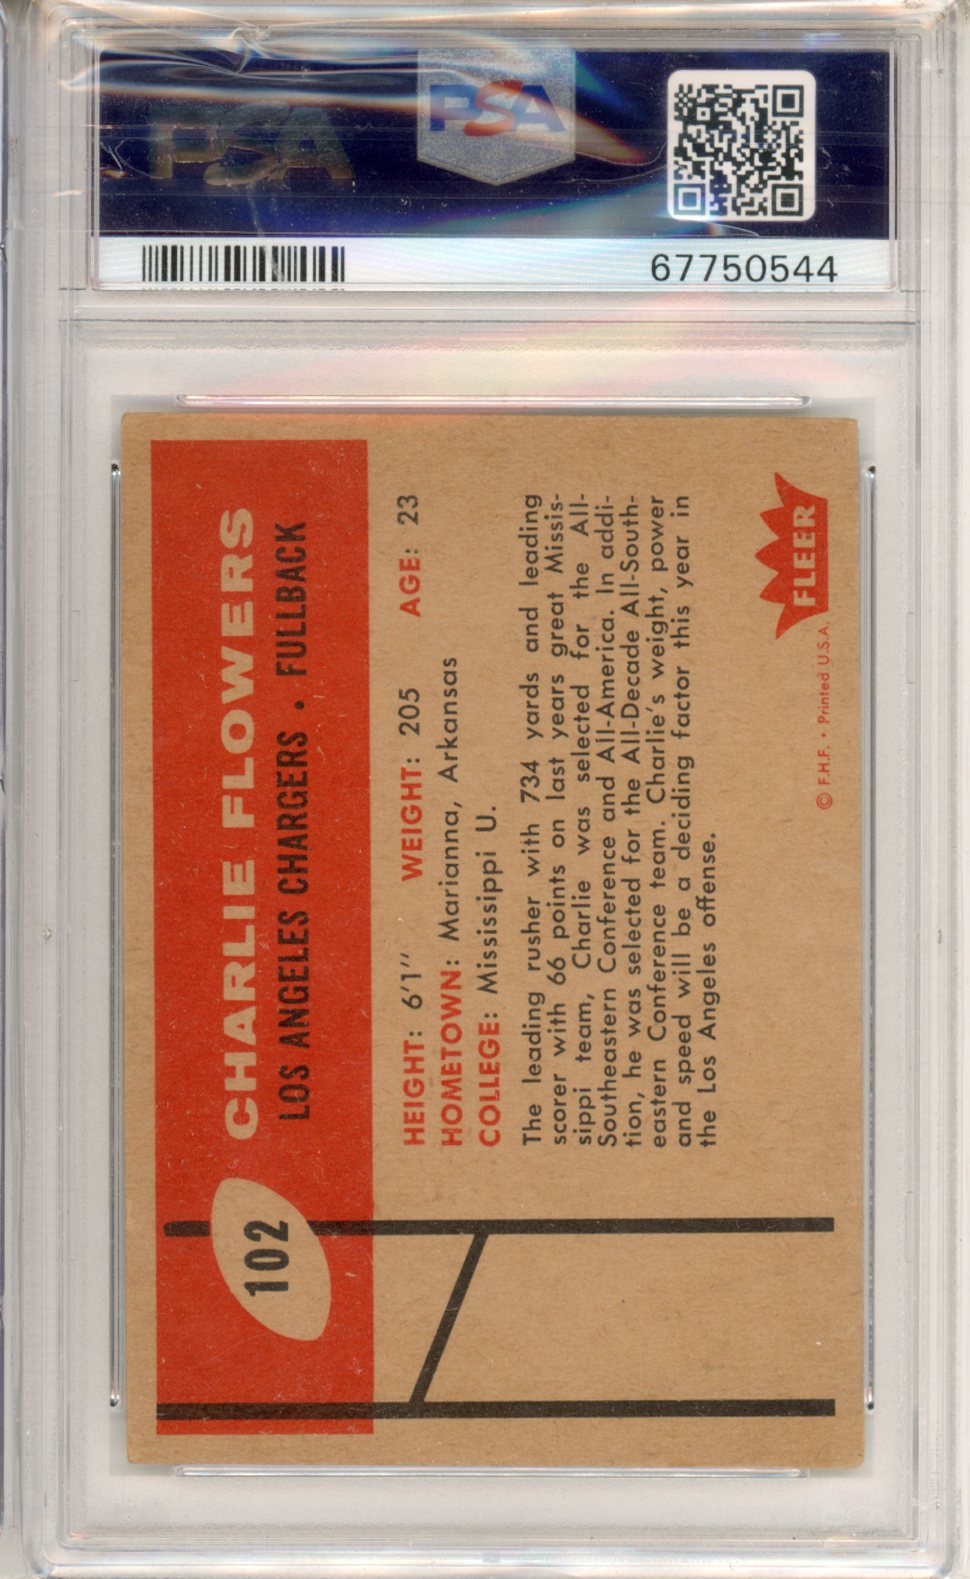 PSA
PSA
67750544
102
CHARLIE FLOWERS
LOS ANGELES CHARGERS . FULLBACK
HEIGHT: 6'1" WEIGHT: 205 AGE: 23
HOMETOWN: Marianna, Arkansas
COLLEGE: Mississippi U.
The leading rusher with 734 yards and leading
scorer with 66 points on last years great Missis-
sippi team, Charlie was selected for the All-
Southeastern Conference and All-America. In addi-
tion, he was selected for the All-Decade All-South-
eastern Conference team. Charlie's weight, power
and speed will be a deciding factor this year in
the Los Angeles offense.
© F.H.F. • Printed U.S.A.
FLEER